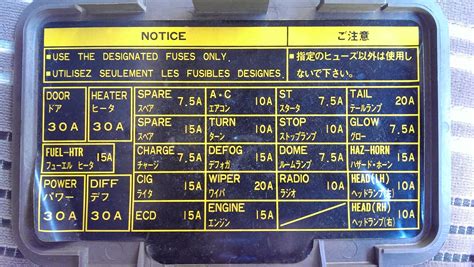 NOTICE
ご注意
■ USE THE DESIGNATED FUSES ONLY.
■ UTILISEZ SEULEMENT LES FUSIBLES DESIGNES.
■ 指定のヒューズ以外は使用し
ないで下さい。
DOOR
ドア
30A
HEATER
ヒータ
30A
SPARE
スペア
7.5A
A・C
エアコン
10A
ST
スタータ
7.5A
TAIL
テールランプ
20A
SPARE
スペア
15A
TURN
ターン
10A
STOP
ストップランプ
10A
GLOW
グロー
7.5A
FUEL-HTR
フューエル ヒータ
15A
CHARGE
チャージ
7.5A
DEFOG
デフォガ
15A
DOME
ルームランプ
7.5A
HAZ-HORN
ハザード・ホーン
15A
POWER
パワー
30A
DIFF
デフ
30A
CIG
ライタ
15A
WIPER
ワイパ
20A
RADIO
ラジオ
10A
HEAD(LH)
ヘッドランプ(左)
10A
ECD
15A
ENGINE
エンジン
15A
HEAD(RH)
ヘッドランプ(右)
10A